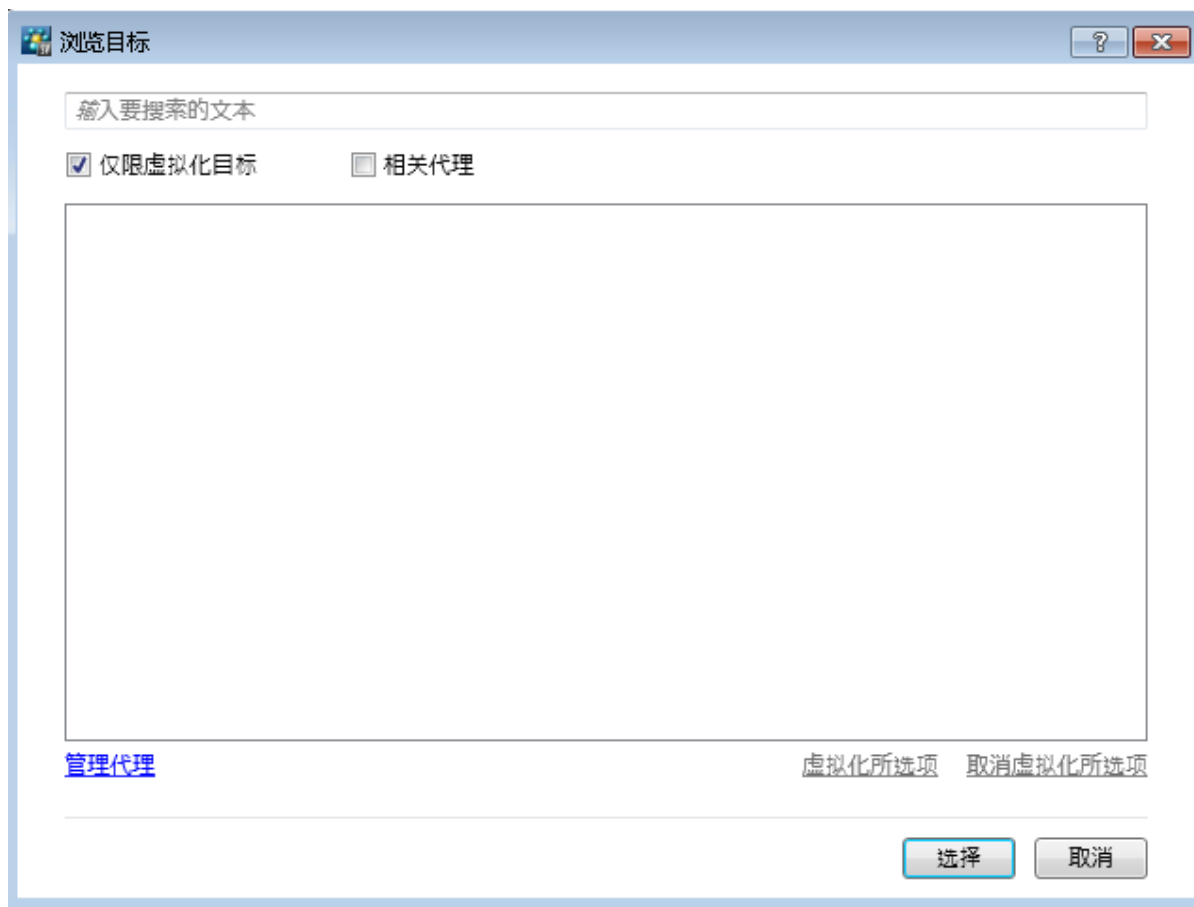 浏览目标
输入要搜索的文本
仅限虚拟化目标 相关代理
管理代理 虚拟化所选项 取消虚拟化所选项
选择 取消